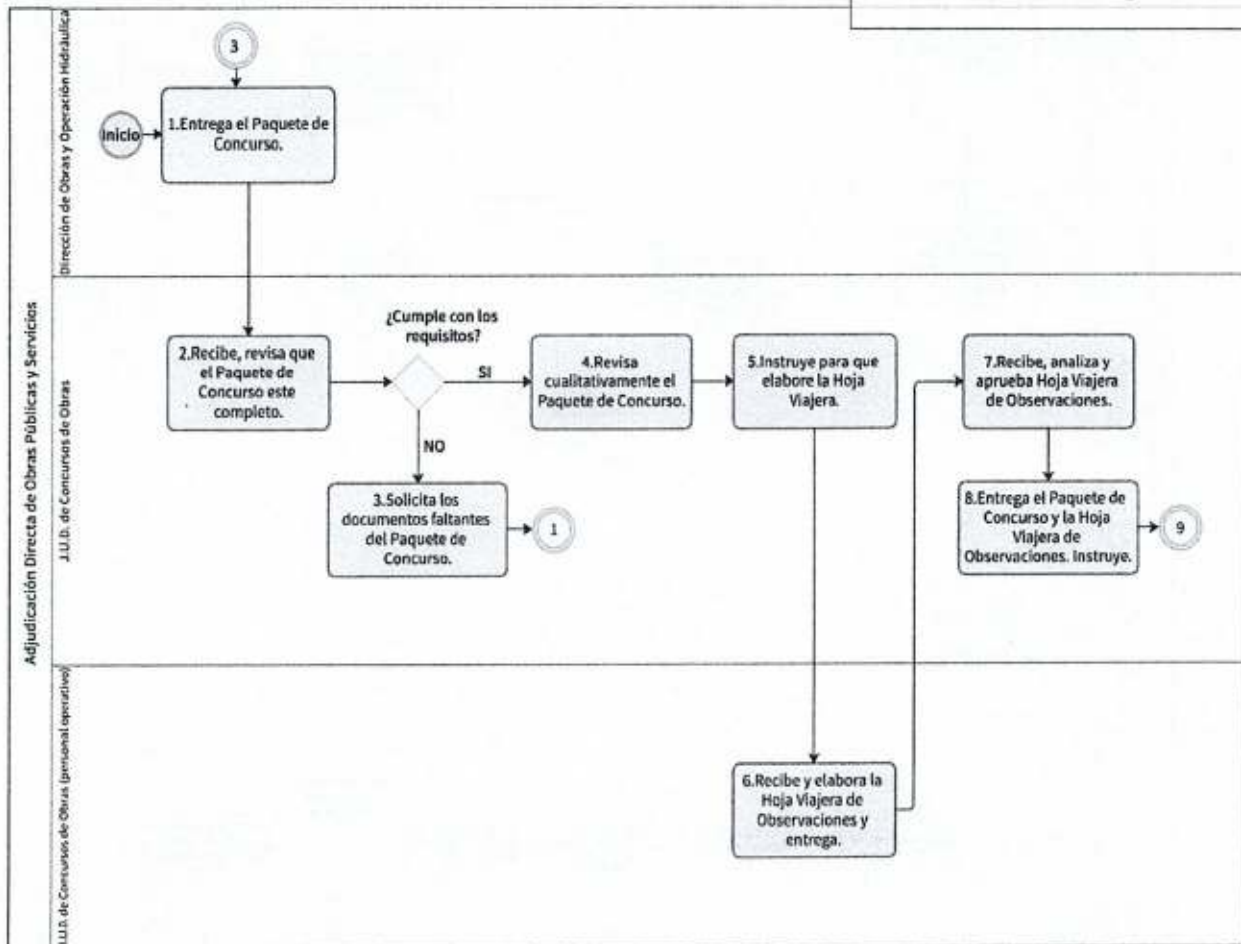 Adjudicación Directa de Obras Públicas y Servicios
Dirección de Obras y Operación Hidráulica
3
Inicio
1.Entrega el Paquete de
Concurso.
J.U.D. de Concursos de Obras
2.Recibe, revisa que
el Paquete de
Concurso este
completo.
¿Cumple con los
requisitos?
SI
NO
3.Solicita los
documentos faltantes
del Paquete de
Concurso.
1
4.Revisa
cualitativamente el
Paquete de Concurso.
5.Instruye para que
elabore la Hoja
Viajera.
7.Recibe, analiza y
aprueba Hoja Viajera
de Observaciones.
8.Entrega el Paquete de
Concurso y la Hoja
Viajera de
Observaciones. Instruye.
9
J.U.D. de Concursos de Obras (personal operativo)
6.Recibe y elabora la
Hoja Viajera de
Observaciones y
entrega.